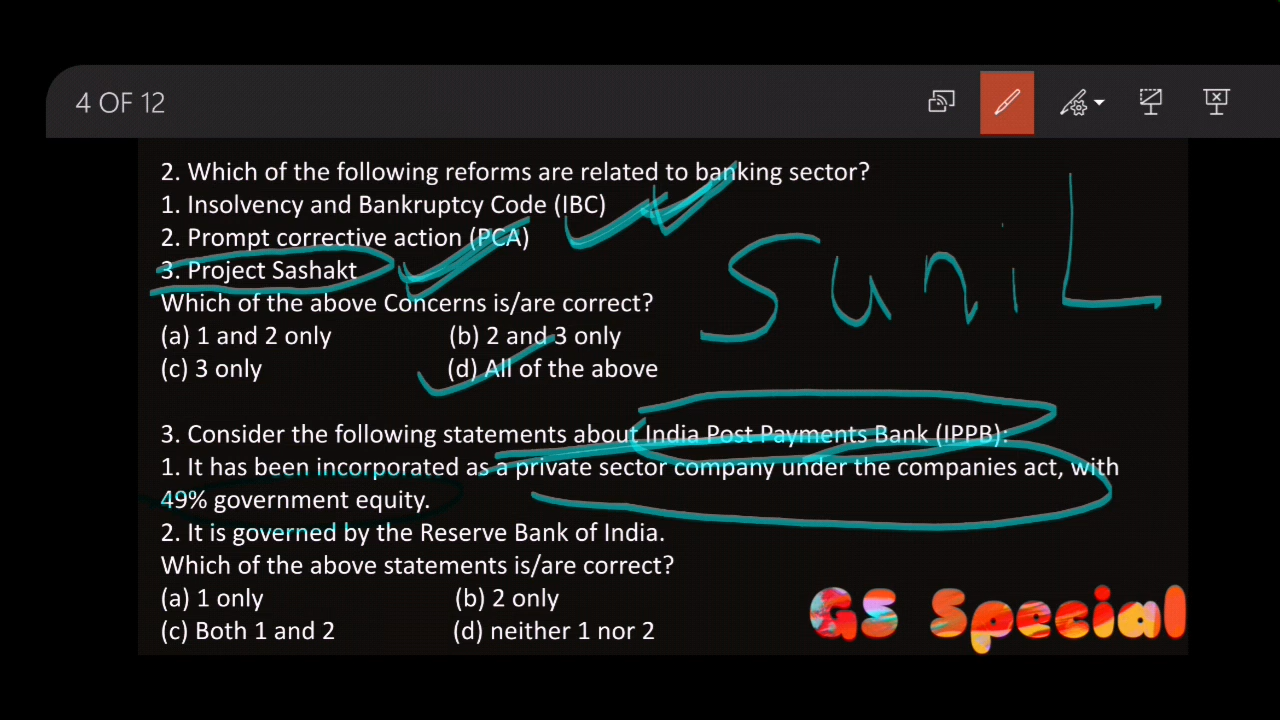 4 OF 12
2. Which of the following reforms are related to banking sector?
1. Insolvency and Bankruptcy Code (IBC)
2. Prompt corrective action (PCA)
3. Project Sashakt
Which of the above Concerns is/are correct?
(a) 1 and 2 only (b) 2 and 3 only
(c) 3 only (d) All of the above
sunil
3. Consider the following statements about India Post Payments Bank (IPPB):
1. It has been incorporated as a private sector company under the companies act, with
49% government equity.
2. It is governed by the Reserve Bank of India.
Which of the above statements is/are correct?
(a) 1 only (b) 2 only
(c) Both 1 and 2 (d) neither 1 nor 2
GS Special